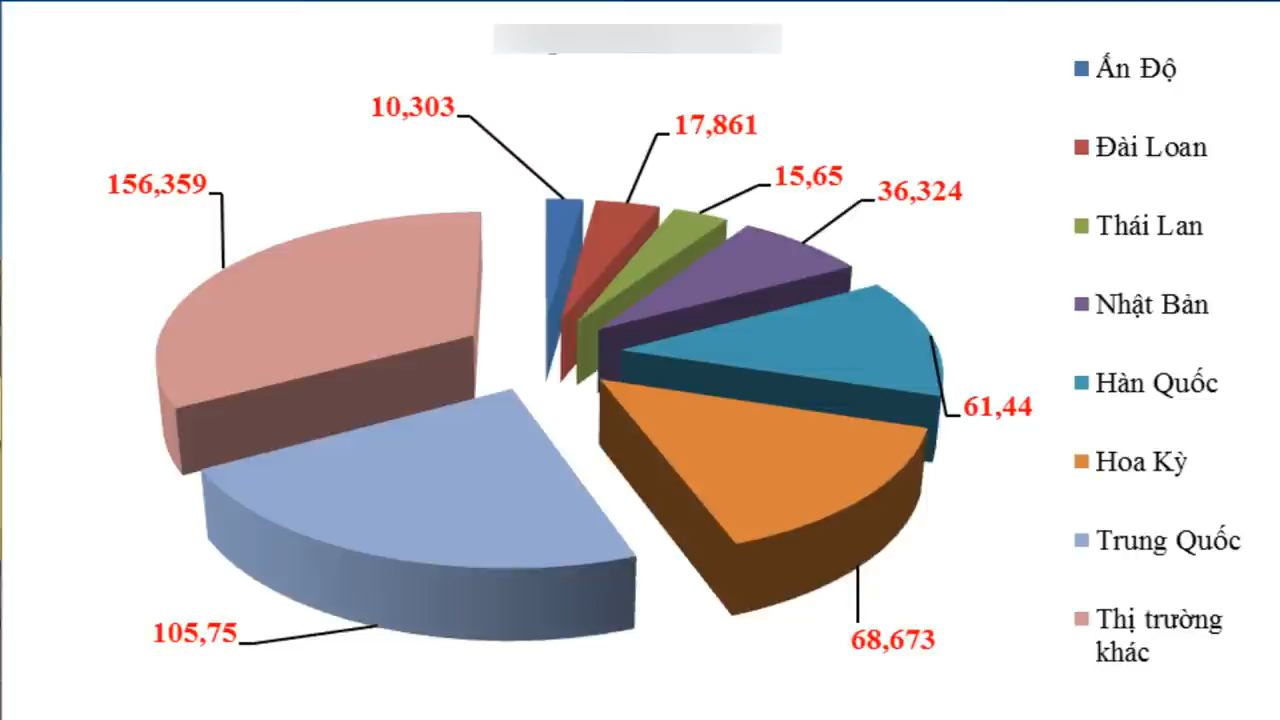 10,303
17,861
156,359
15,65
36,324
61,44
105,75
68,673
Ấn Độ
Đài Loan
Thái Lan
Nhật Bản
Hàn Quốc
Hoa Kỳ
Trung Quốc
Thị trường
khác